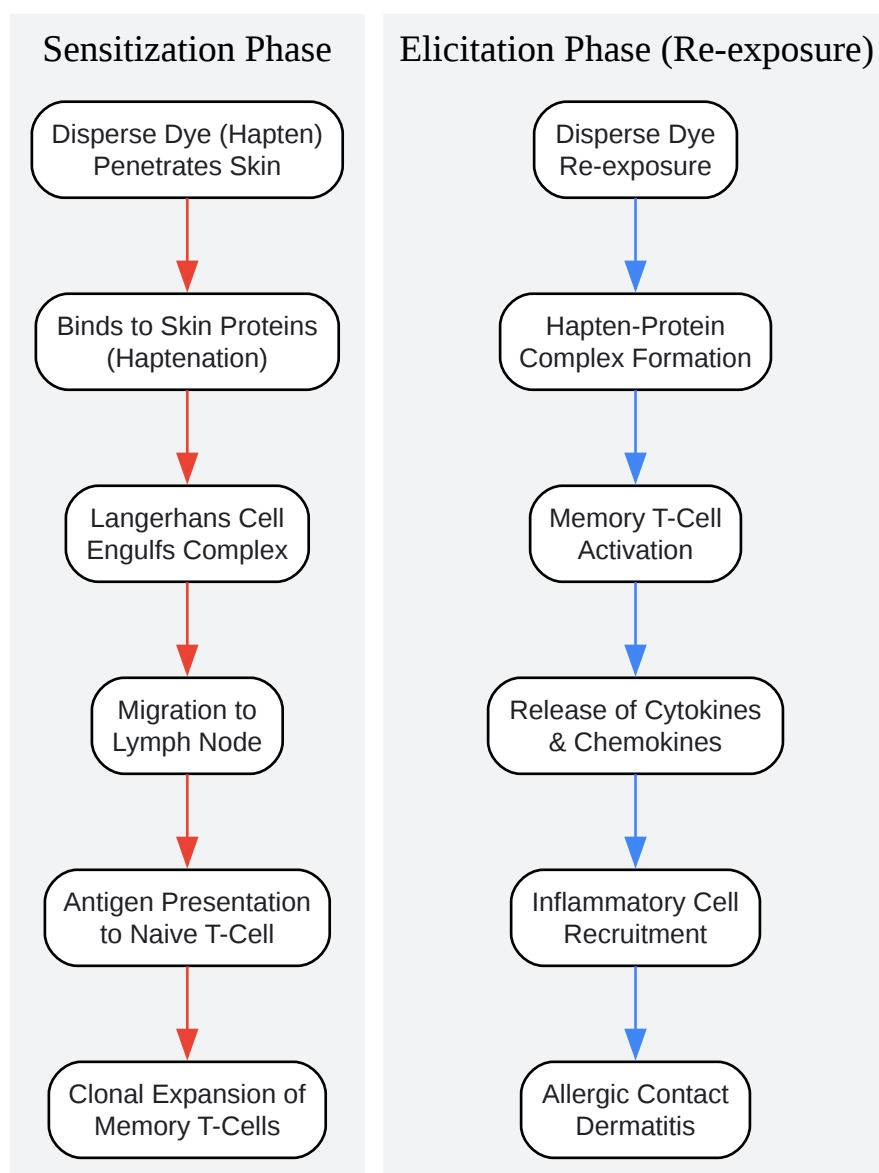 Sensitization Phase
Disperse Dye (Hapten)
Penetrates Skin
Binds to Skin Proteins
(Haptenation)
Langerhans Cell
Engulfs Complex
Migration to
Lymph Node
Antigen Presentation
to Naive T-Cell
Clonal Expansion of
Memory T-Cells
Elicitation Phase (Re-exposure)
Disperse Dye
Re-exposure
Hapten-Protein
Complex Formation
Memory T-Cell
Activation
Release of Cytokines
& Chemokines
Inflammatory Cell
Recruitment
Allergic Contact
Dermatitis